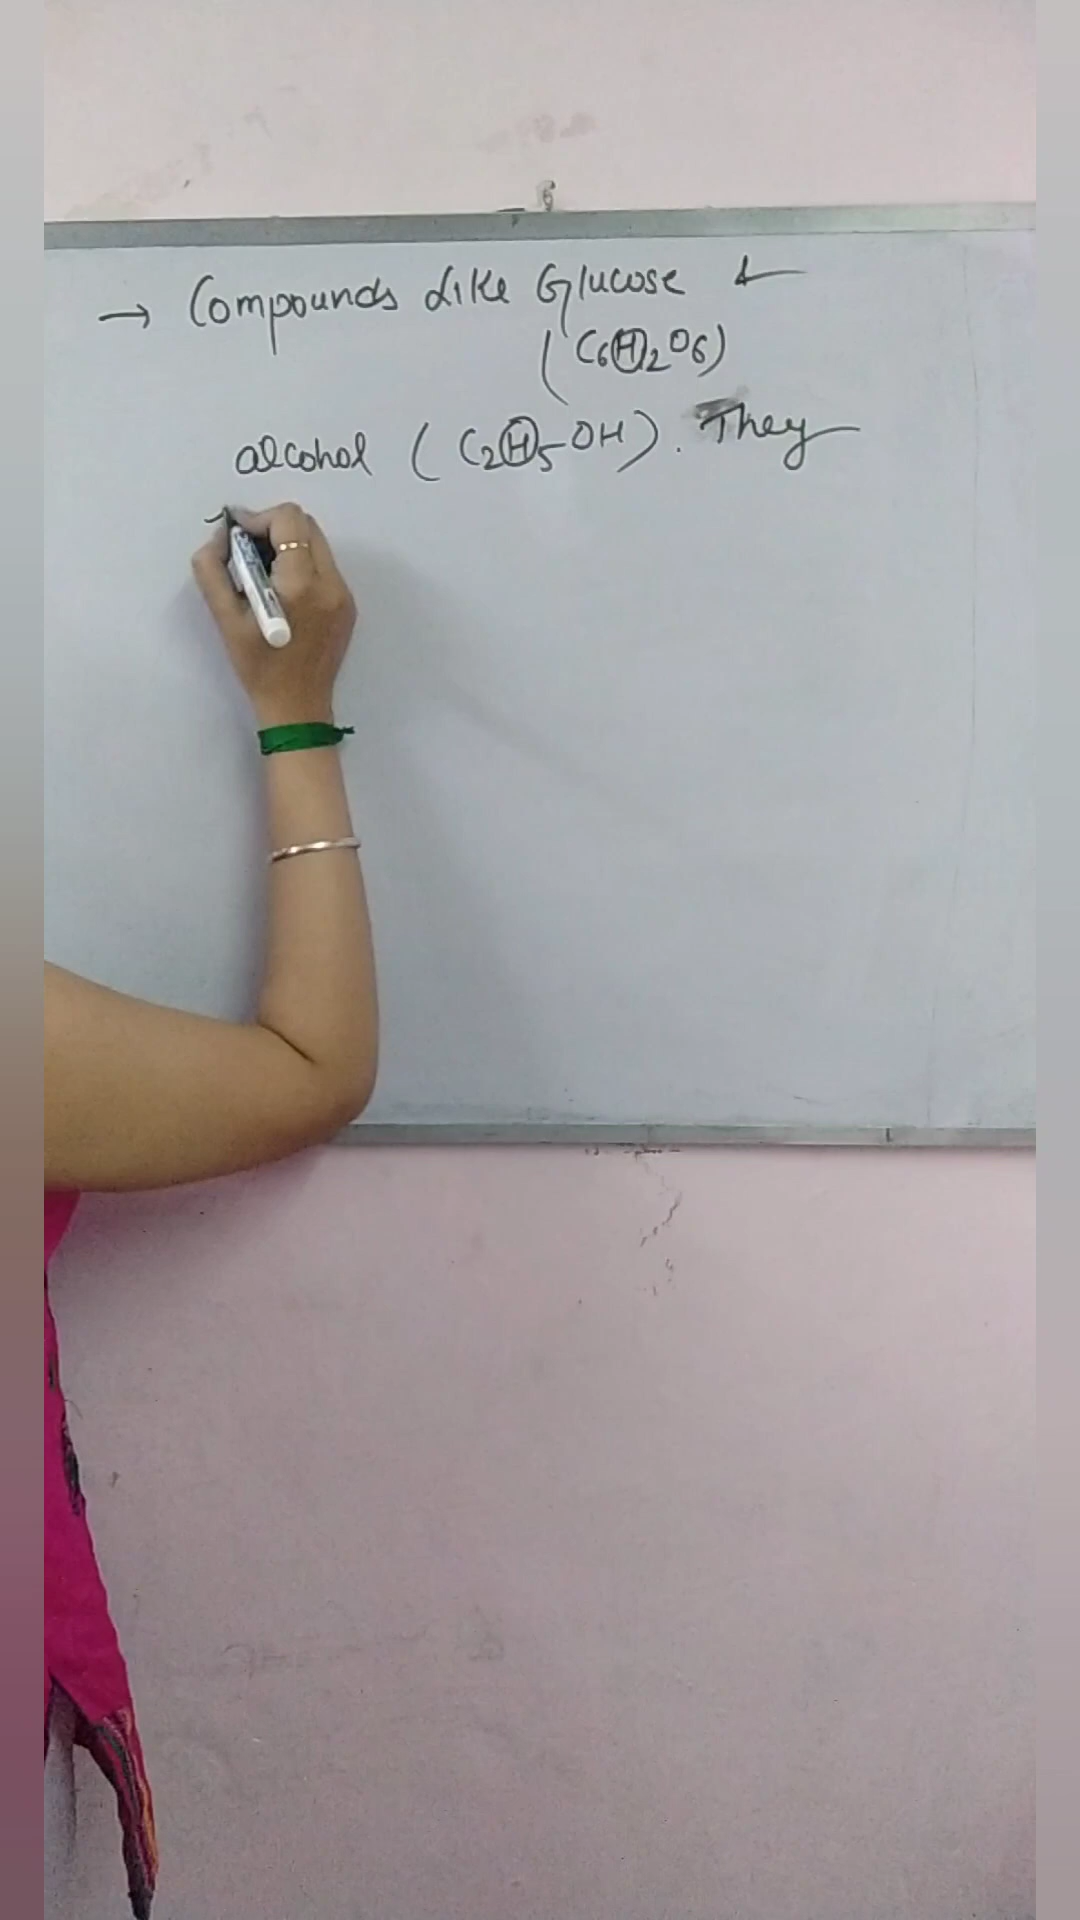 → Compounds like Glucose &
(C6H12O6)
alcohol (C2H5-OH). They